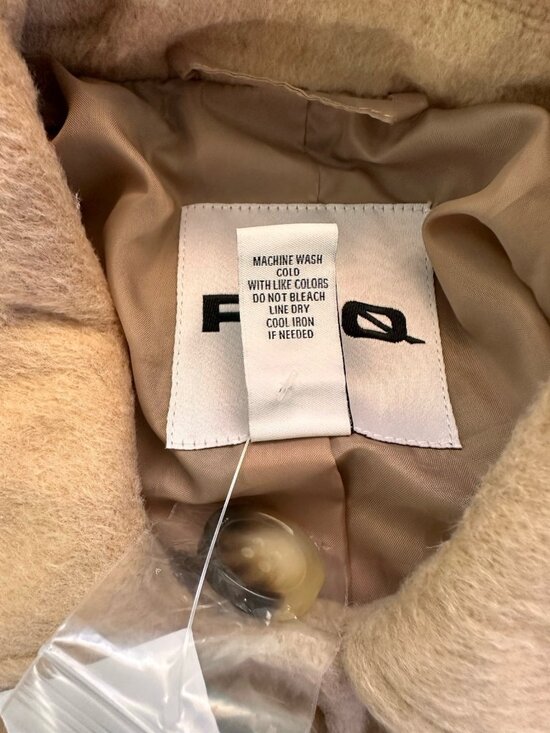 MACHINE WASH
COLD
WITH LIKE COLORS
DO NOT BLEACH
LINE DRY
COOL IRON
IF NEEDED